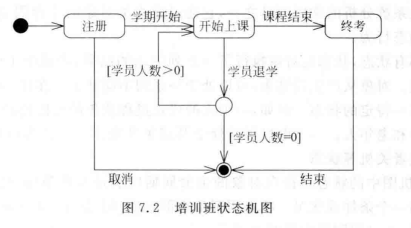 注册
学期开始
开始上课
课程结束
终考
[学员人数>0]
学员退学
[学员人数=0]
取消
结束
图 7.2 培训班状态机图